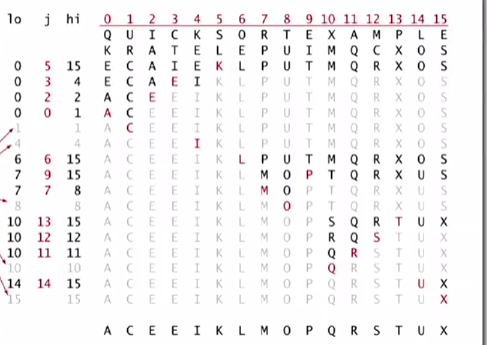 lo j hi 0 1 2 3 4 5 6 7 8 9 10 11 12 13 14 15
Q U I C K S O R T E X A M P L E
K R A T E L E P U I M Q C X O S
0 5 15 E C A I E K L P U T M Q R X O S
0 3 4 E C A E I K L P U T M Q R X O S
0 2 2 A C E E I K L P U T M Q R X O S
0 0 1 A C E E I K L P U T M Q R X O S
1 1 A C E E I K L P U T M Q R X O S
4 4 A C E E I K L P U T M Q R X O S
6 6 15 A C E E I K L P U T M Q R X O S
7 9 15 A C E E I K L M O P T Q R X U S
7 7 8 A C E E I K L M O P T Q R X U S
8 8 A C E E I K L M O P T Q R X U S
10 13 15 A C E E I K L M O P S Q R T U X
10 12 12 A C E E I K L M O P R Q S T U X
10 11 11 A C E E I K L M O P Q R S T U X
10 10 A C E E I K L M O P Q R S T U X
14 14 15 A C E E I K L M O P Q R S T U X
15 15 A C E E I K L M O P Q R S T U X
A C E E I K L M O P Q R S T U X